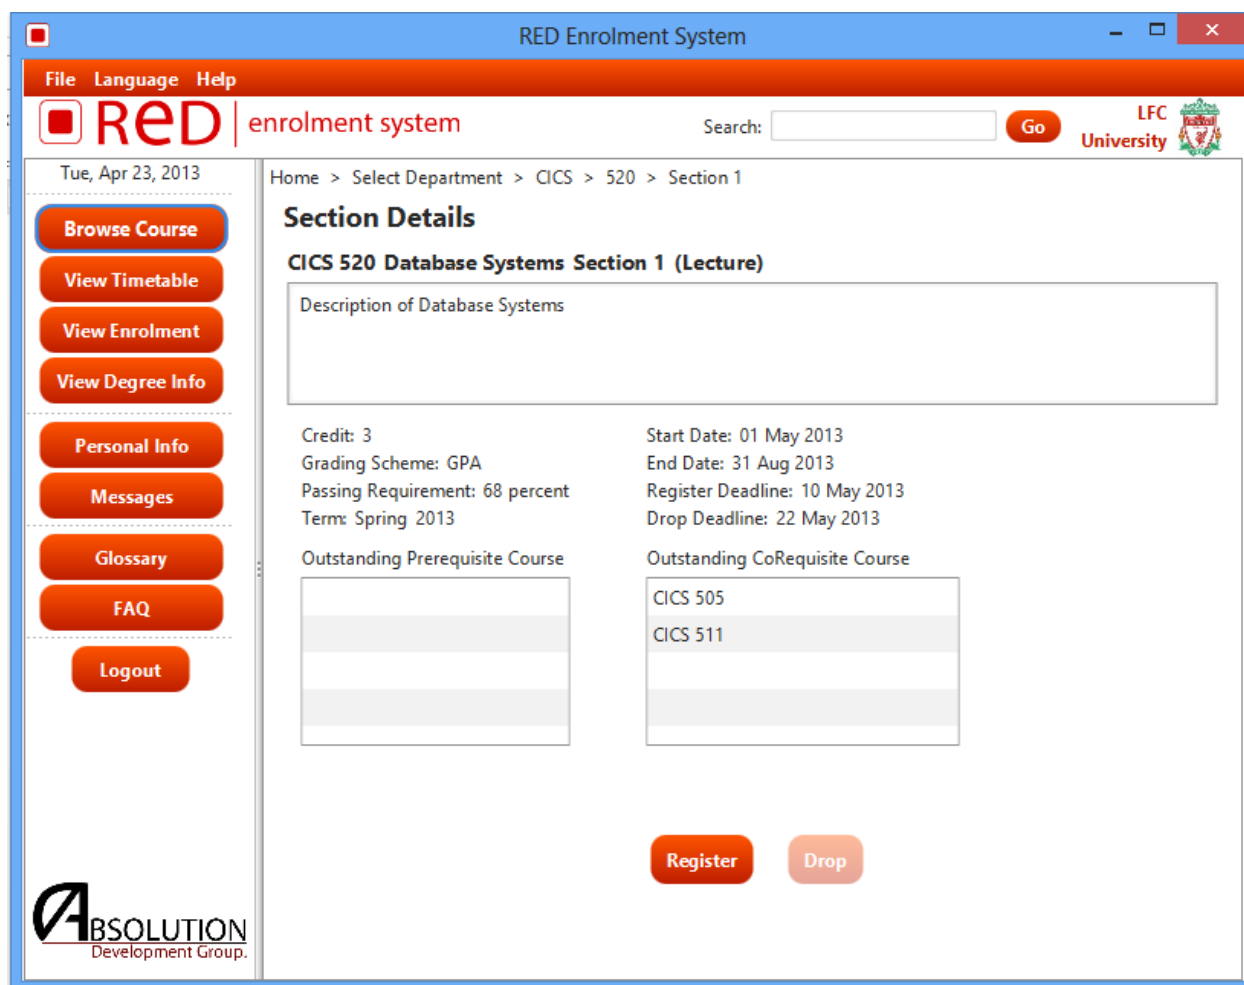 RED Enrolment System
File Language Help
ReD enrolment system
Search:
Go
LFC University
Tue, Apr 23, 2013
Home > Select Department > CICS > 520 > Section 1
Browse Course
View Timetable
View Enrolment
View Degree Info
Personal Info
Messages
Glossary
FAQ
Logout
Section Details
CICS 520 Database Systems Section 1 (Lecture)
Description of Database Systems
Credit: 3
Grading Scheme: GPA
Passing Requirement: 68 percent
Term: Spring 2013
Start Date: 01 May 2013
End Date: 31 Aug 2013
Register Deadline: 10 May 2013
Drop Deadline: 22 May 2013
Outstanding Prerequisite Course
Outstanding CoRequisite Course
CICS 505
CICS 511
Register
Drop
ABSOLUTION
Development Group.